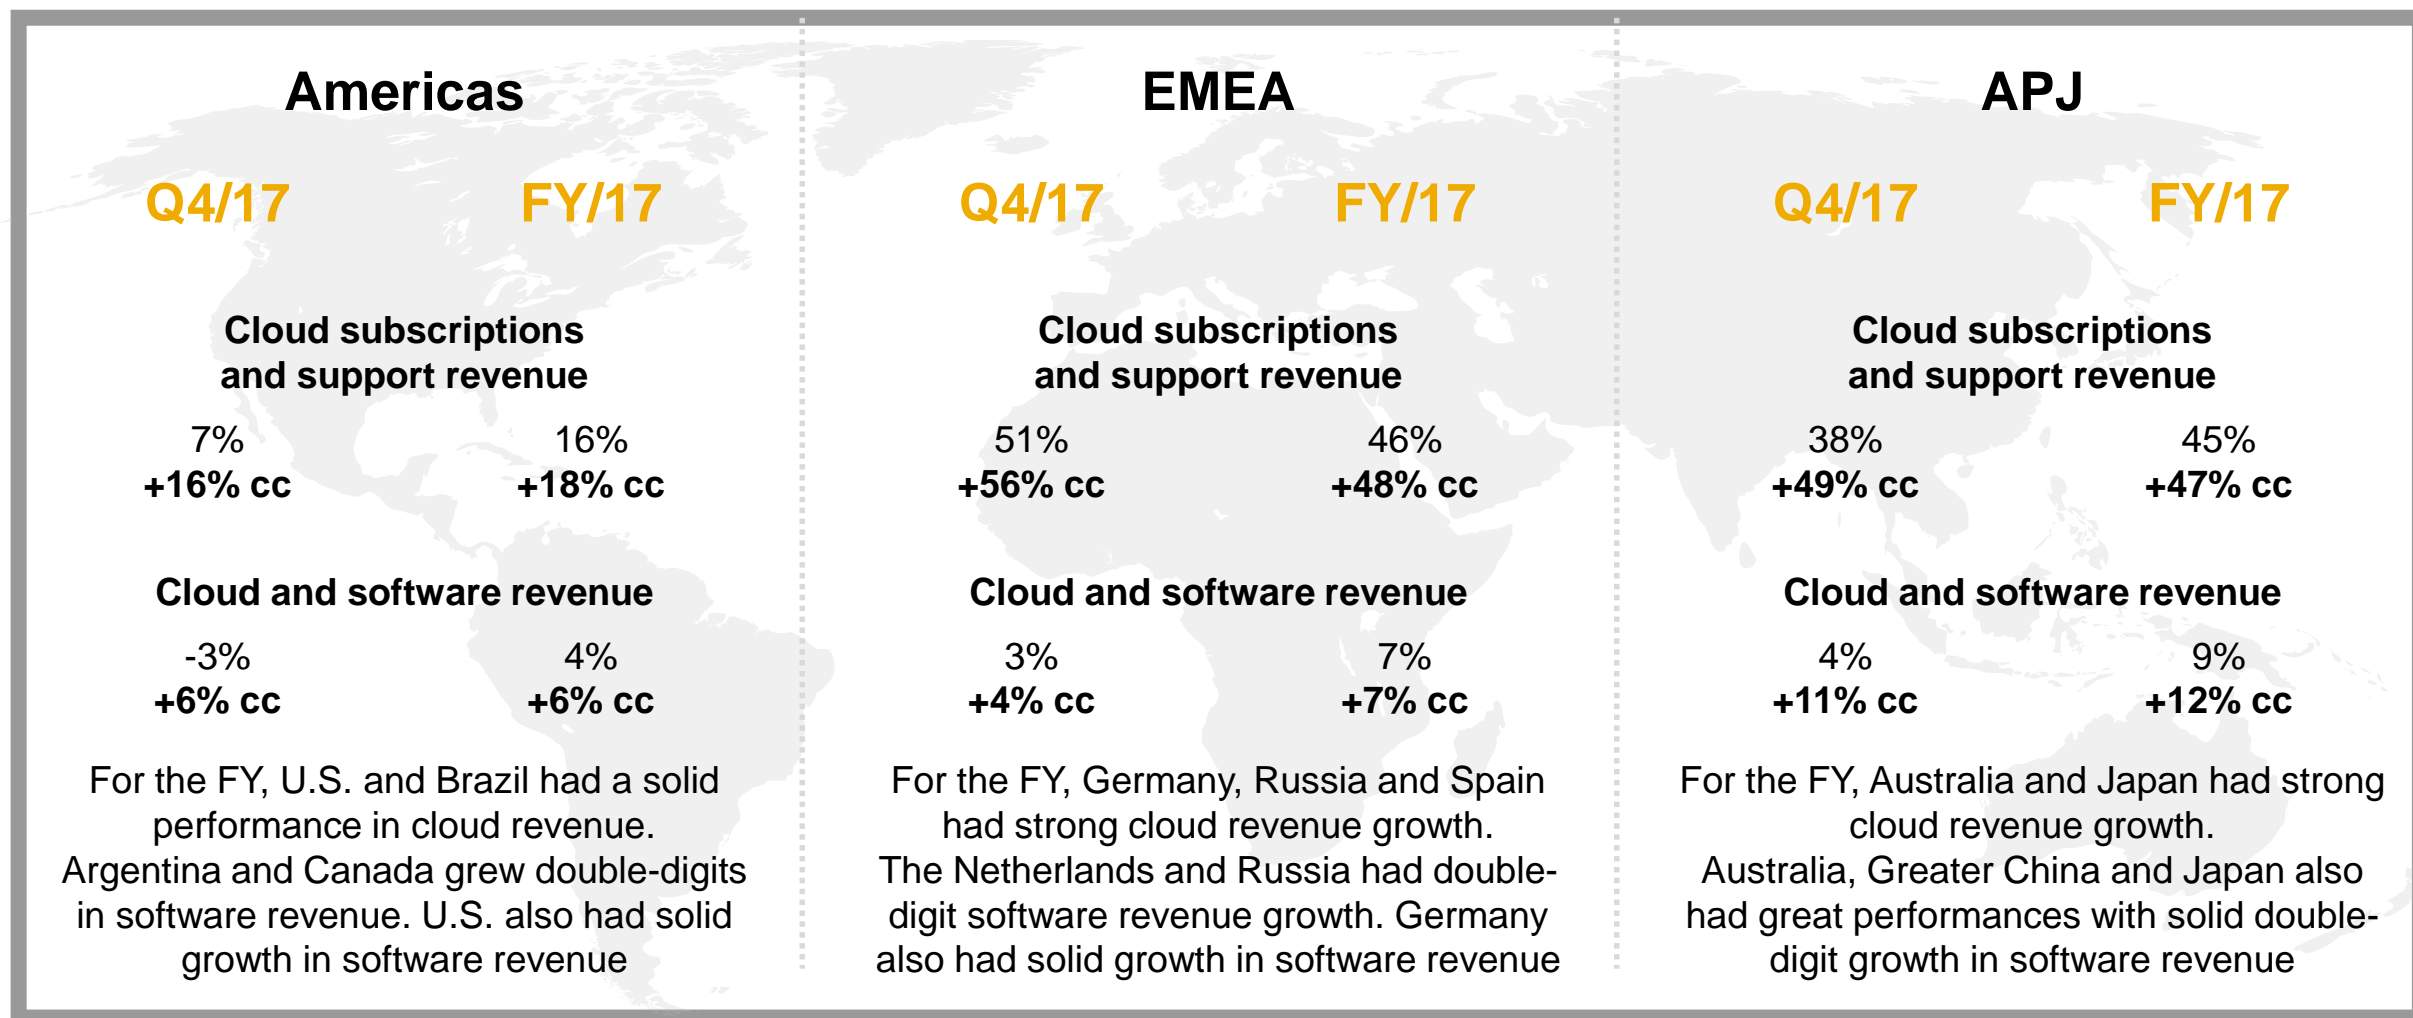 Americas
Q4/17 FY/17
Cloud subscriptions
and support revenue
7% 16%
+16% cc +18% cc
Cloud and software revenue
-3% 4%
+6% cc +6% cc
For the FY, U.S. and Brazil had a solid
performance in cloud revenue.
Argentina and Canada grew double-digits
in software revenue. U.S. also had solid
growth in software revenue
EMEA
Q4/17 FY/17
Cloud subscriptions
and support revenue
51% 46%
+56% cc +48% cc
Cloud and software revenue
3% 7%
+4% cc +7% cc
For the FY, Germany, Russia and Spain
had strong cloud revenue growth.
The Netherlands and Russia had double-
digit software revenue growth. Germany
also had solid growth in software revenue
APJ
Q4/17 FY/17
Cloud subscriptions
and support revenue
38% 45%
+49% cc +47% cc
Cloud and software revenue
4% 9%
+11% cc +12% cc
For the FY, Australia and Japan had strong
cloud revenue growth.
Australia, Greater China and Japan also
had great performances with solid double-
digit growth in software revenue